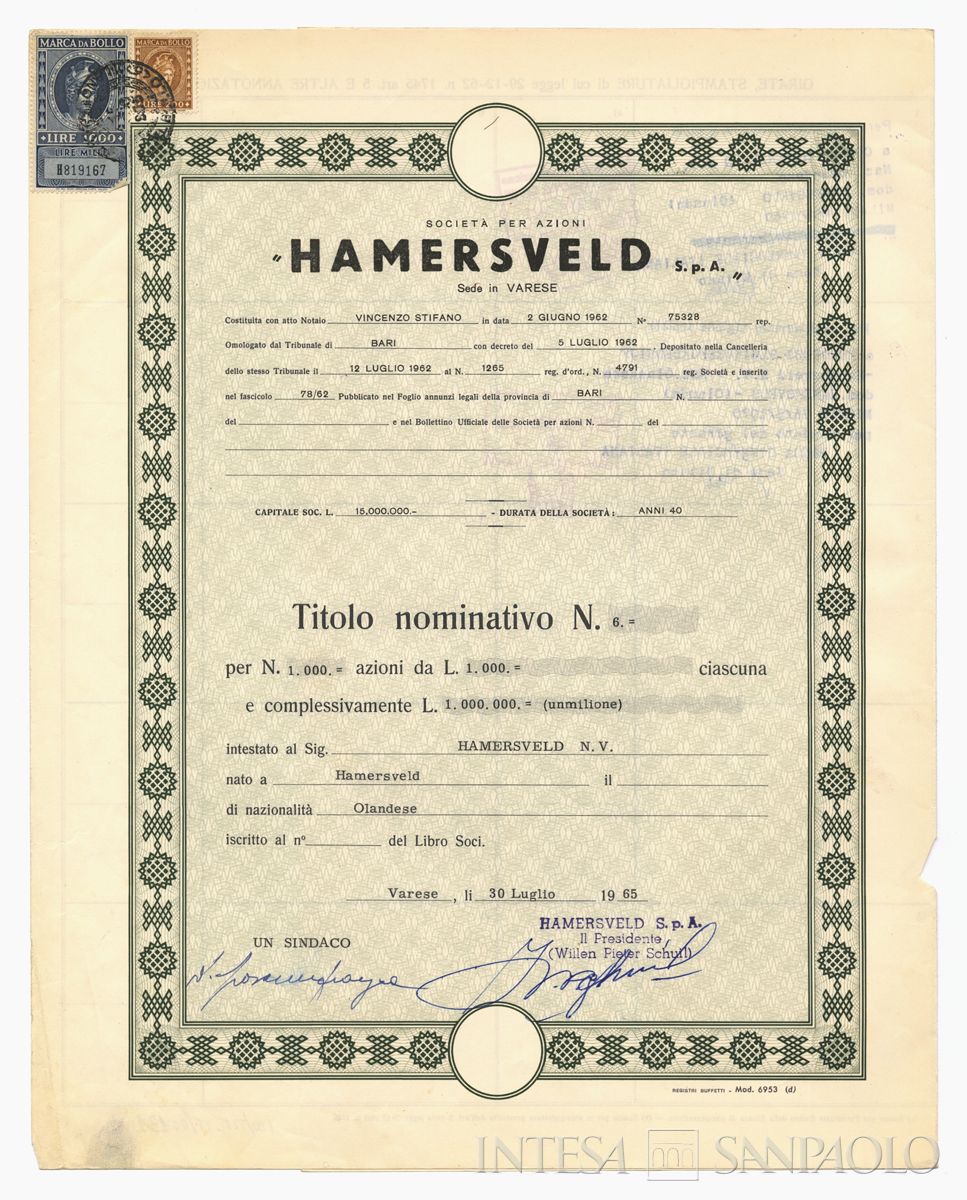 MARCA DA BOLLO
MARCA DA BOLLO
LIRE 200
LIRE 1000
LIRE MILLE
H819167
SOCIETÀ PER AZIONI
"HAMERSVELD S.p.A."
Sede in VARESE
Costituita con atto Notaio VINCENZO STIFANO in data 2 GIUGNO 1962 Nº 75328 rep.
Omologato dal Tribunale di BARI con decreto del 5 LUGLIO 1962. Depositato nella Cancelleria
dello stesso Tribunale il 12 LUGLIO 1962 al N. 1265 reg. d'ord., N. 4791 reg. Società e inserito
nel fascicolo 78/62 Pubblicato nel Foglio annunzi legali della provincia di BARI N.
del e nel Bollettino Ufficiale delle Società per azioni N. del
CAPITALE SOC. L. 15,000,000.- - DURATA DELLA SOCIETÀ: ANNI 40
Titolo nominativo N. 6.=
per N. 1.000.= azioni da L. 1.000.= ciascuna
e complessivamente L. 1.000.000.= (unmilione)
intestato al Sig. HAMERSVELD N.V.
nato a Hamersveld il
di nazionalità Olandese
iscritto al nº del Libro Soci.
Varese, lì 30 Luglio 1965
HAMERSVELD S.p.A.
Il Presidente
(Willen Pieter Schuil)
UN SINDACO
REGISTRI BUFFETTI - Mod. 6953 (d)
INTESA SANPAOLO